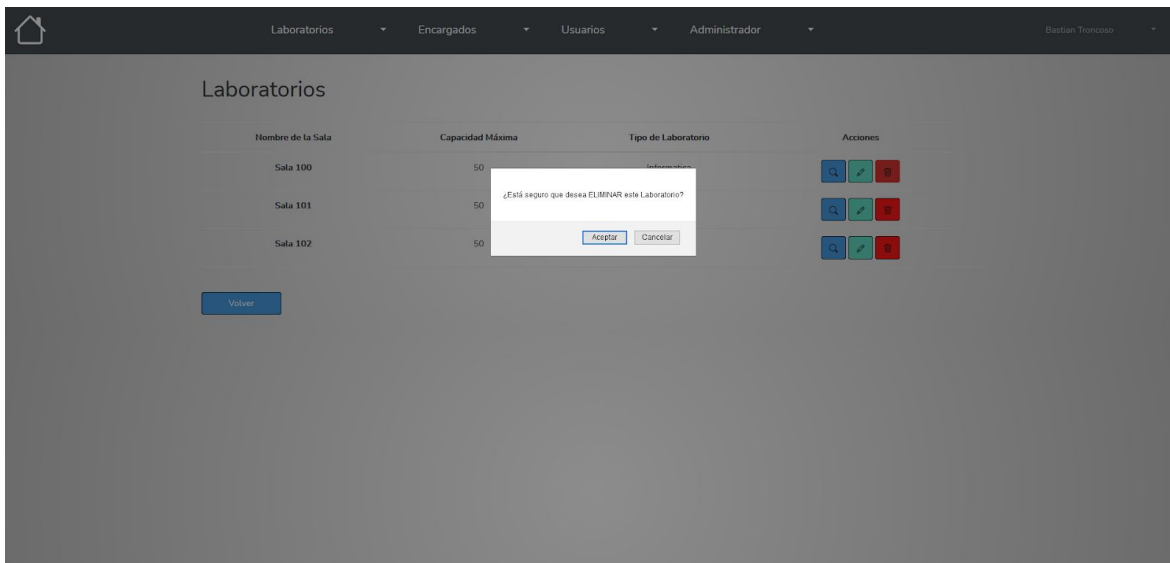 Laboratorios Encargados Usuarios Administrador Bastian Troncoso
Laboratorios
Nombre de la Sala Capacidad Máxima Tipo de Laboratorio Acciones
Sala 100 50 Informatica
Sala 101 50
Sala 102 50
¿Está seguro que desea ELIMINAR este Laboratorio?
Aceptar Cancelar
Volver